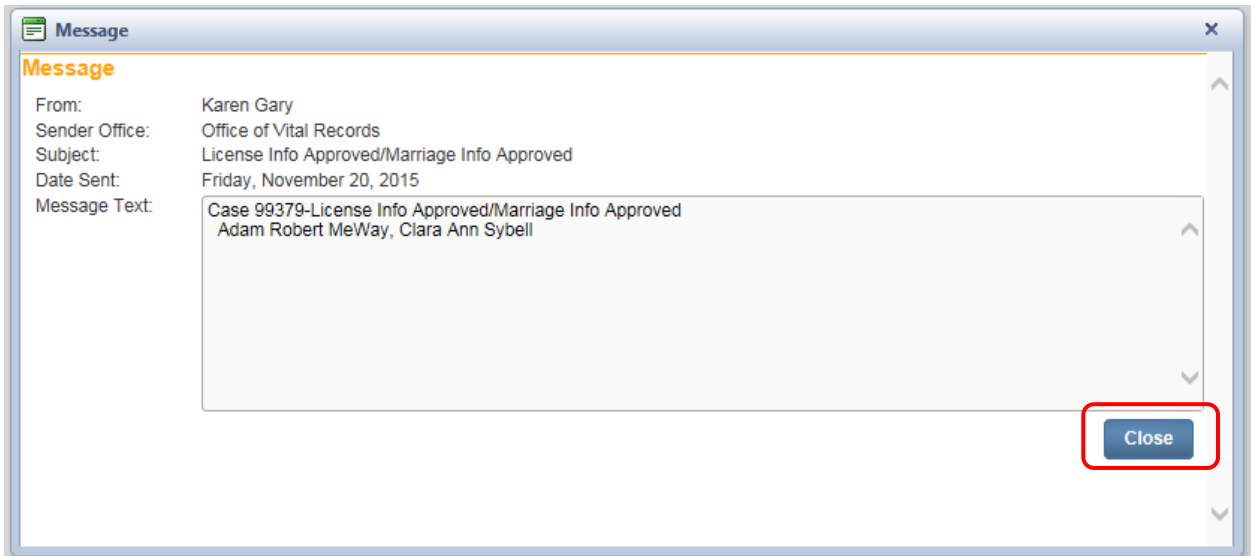 Message
Message
From: Karen Gary
Sender Office: Office of Vital Records
Subject: License Info Approved/Marriage Info Approved
Date Sent: Friday, November 20, 2015
Message Text: Case 99379-License Info Approved/Marriage Info Approved
Adam Robert MeWay, Clara Ann Sybell
Close